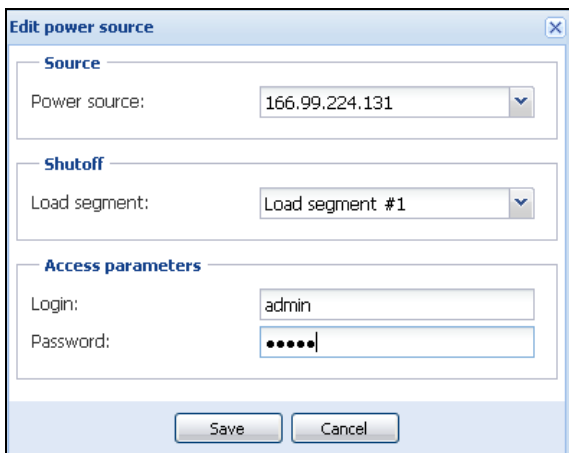 Edit power source
Source
Power source: 166.99.224.131
Shutoff
Load segment: Load segment #1
Access parameters
Login: admin
Password: •••••
Save Cancel